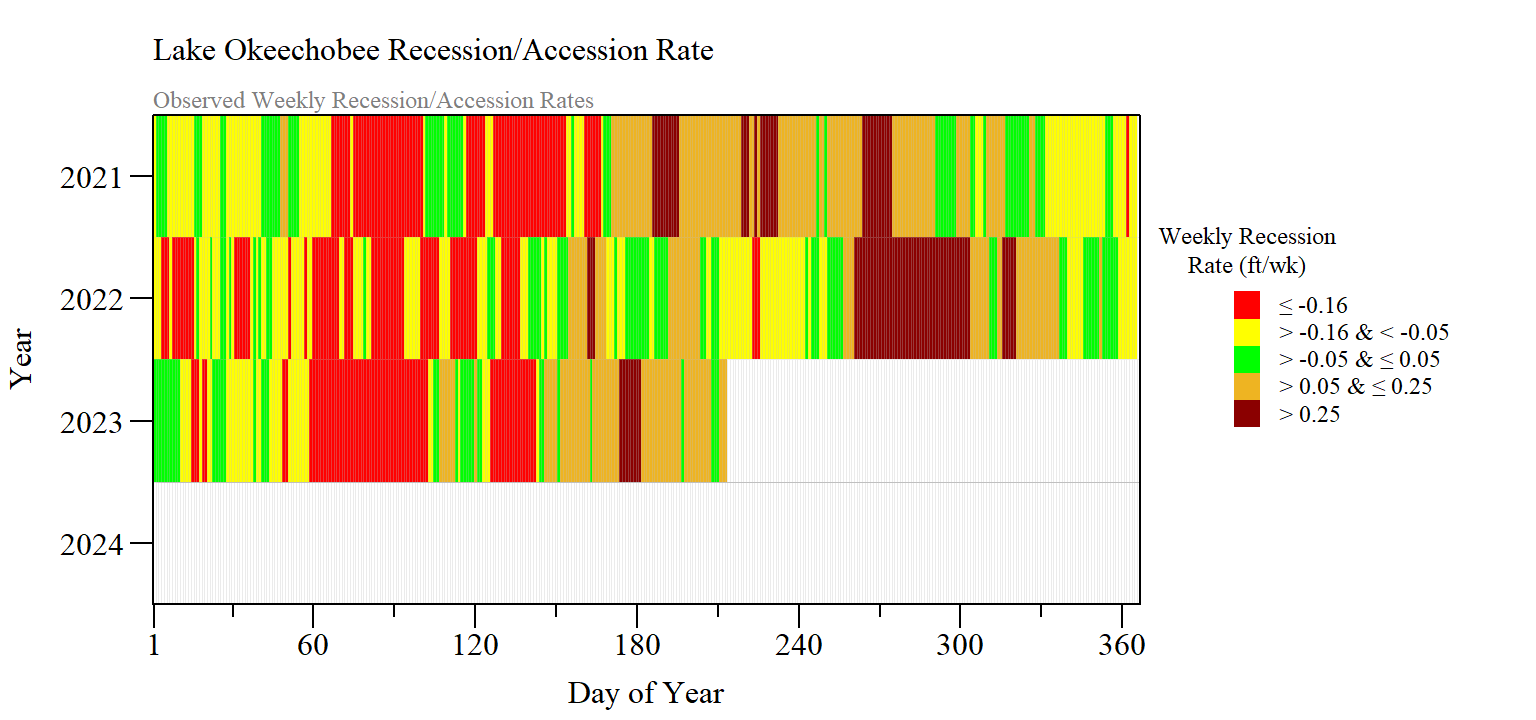 Lake Okeechobee Recession/Accession Rate
Observed Weekly Recession/Accession Rates
2021
2022
2023
2024
Year
1 60 120 180 240 300 360
Day of Year
Weekly Recession
Rate (ft/wk)
≤ -0.16
> -0.16 & < -0.05
> -0.05 & ≤ 0.05
> 0.05 & ≤ 0.25
> 0.25